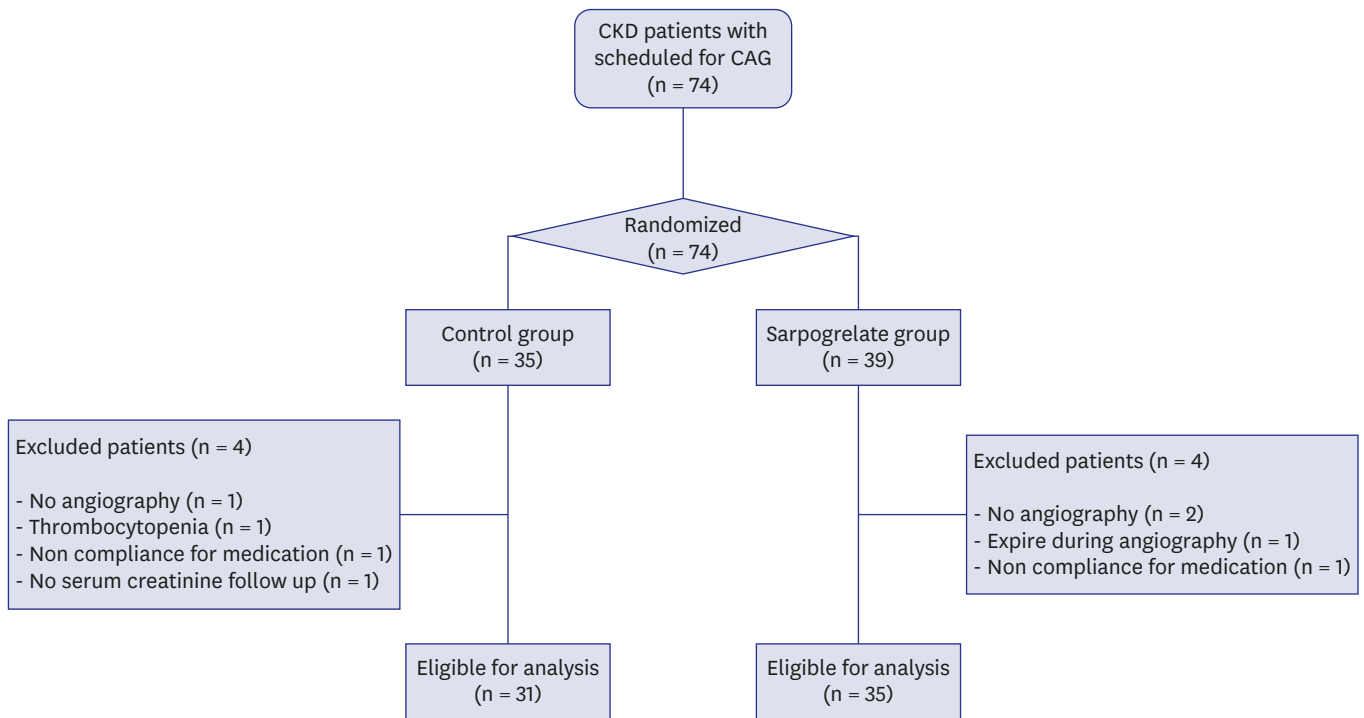 CKD patients with
scheduled for CAG
(n = 74)
Randomized
(n = 74)
Control group
(n = 35)
Sarpogrelate group
(n = 39)
Excluded patients (n = 4)
- No angiography (n = 1)
- Thrombocytopenia (n = 1)
- Non compliance for medication (n = 1)
- No serum creatinine follow up (n = 1)
Excluded patients (n = 4)
- No angiography (n = 2)
- Expire during angiography (n = 1)
- Non compliance for medication (n = 1)
Eligible for analysis
(n = 31)
Eligible for analysis
(n = 35)